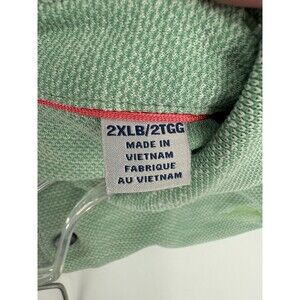 2XLB/2TGG
MADE IN
VIETNAM
FABRIQUE
AU VIETNAM